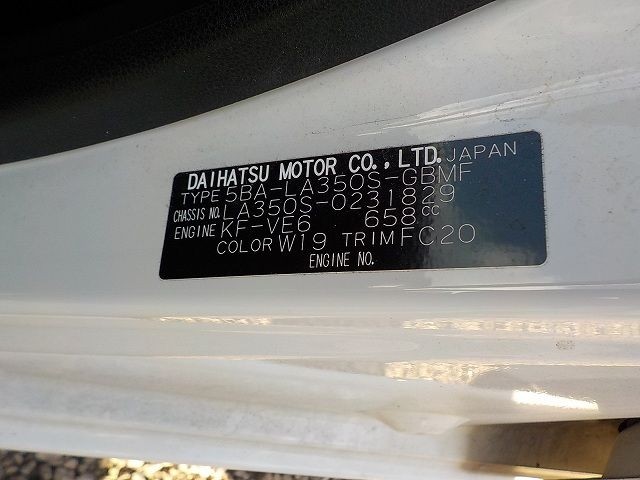 DAIHATSU MOTOR CO., LTD. JAPAN
TYPE 5BA-LA350S-GBMF
CHASSIS NO. LA350S-0231829
ENGINE KF-VE6 658cc
COLOR W19 TRIM FC20
ENGINE NO.